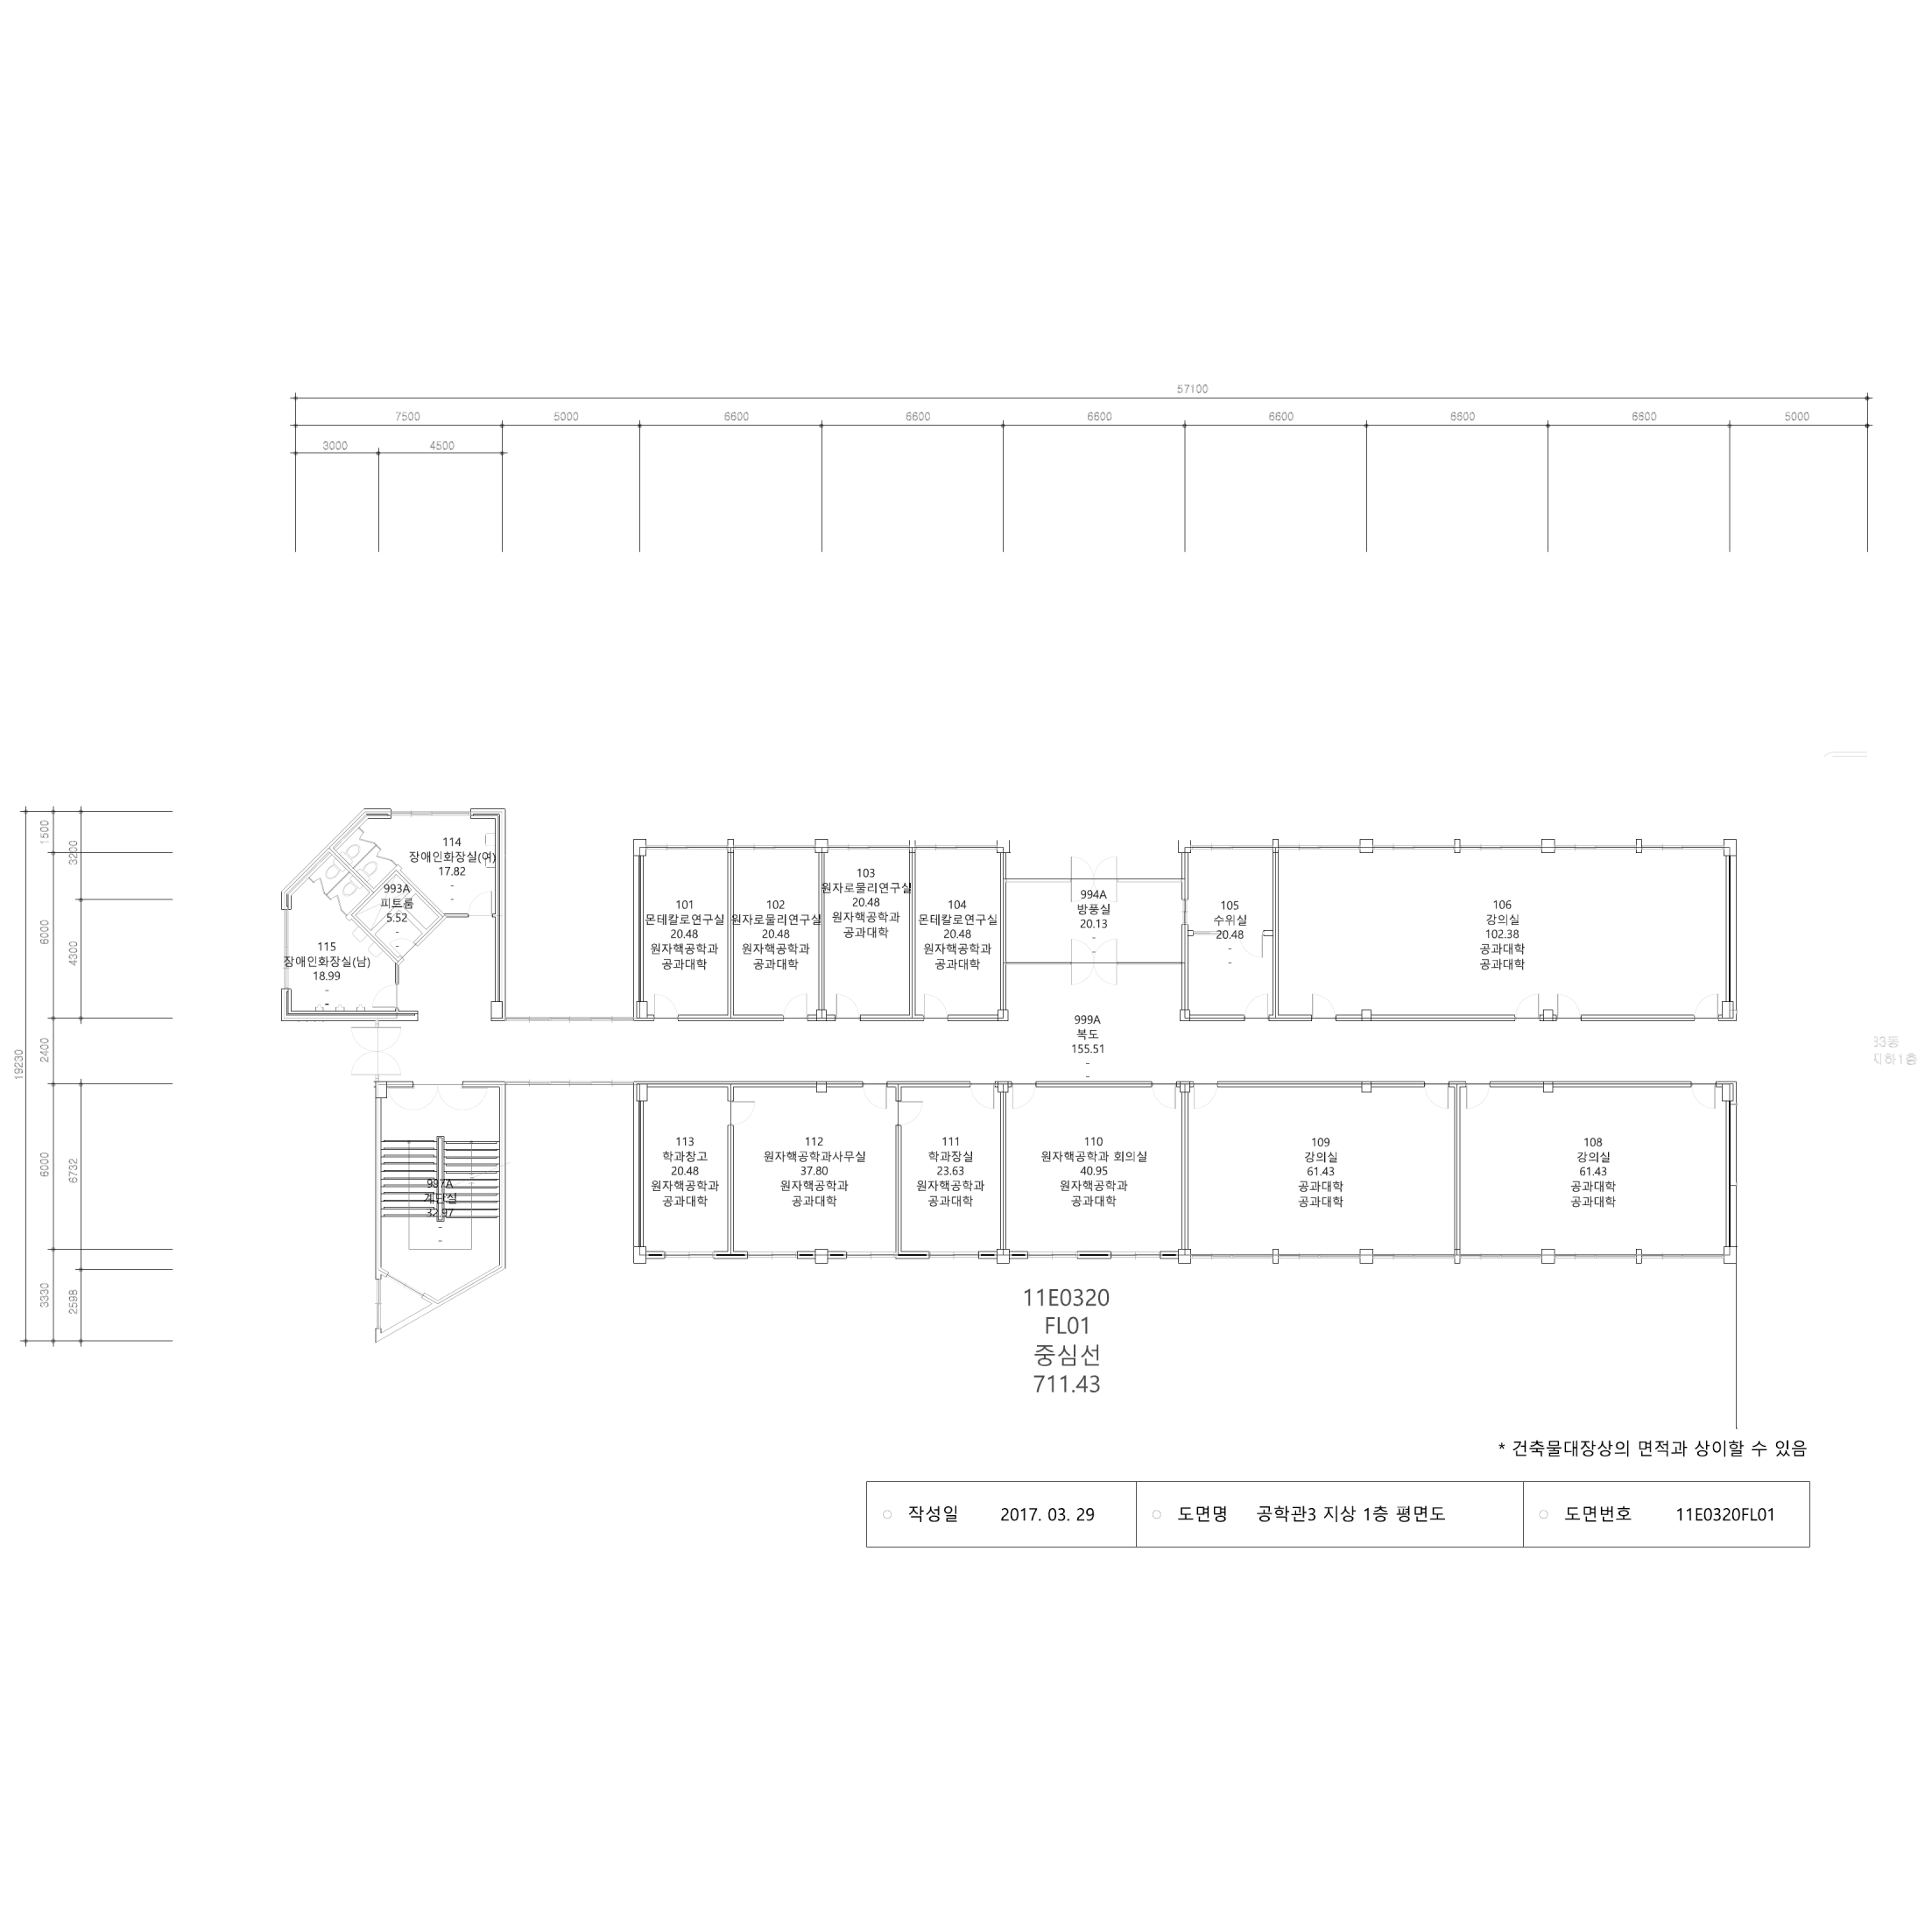 57100
7500
5000
6600
6600
6600
6600
6600
6600
5000
3000
4500
19230
1500
6000
2400
6000
3330
3200
4300
6732
2598
114
장애인화장실(여)
17.82
-
-
993A
피트룸
5.52
-
-
115
장애인화장실(남)
18.99
-
-
101
몬테칼로연구실
20.48
원자핵공학과
공과대학
102
원자로물리연구실
20.48
원자핵공학과
공과대학
103
원자로물리연구실
20.48
원자핵공학과
공과대학
104
몬테칼로연구실
20.48
원자핵공학과
공과대학
994A
방풍실
20.13
-
-
105
수위실
20.48
-
-
106
강의실
102.38
공과대학
공과대학
999A
복도
155.51
-
-
33동
지하1층
997A
계단실
32.97
-
-
113
학과창고
20.48
원자핵공학과
공과대학
112
원자핵공학과사무실
37.80
원자핵공학과
공과대학
111
학과장실
23.63
원자핵공학과
공과대학
110
원자핵공학과 회의실
40.95
원자핵공학과
공과대학
109
강의실
61.43
공과대학
공과대학
108
강의실
61.43
공과대학
공과대학
11E0320
FL01
중심선
711.43
* 건축물대장상의 면적과 상이할 수 있음
작성일 2017. 03. 29
도면명 공학관3 지상 1층 평면도
도면번호 11E0320FL01